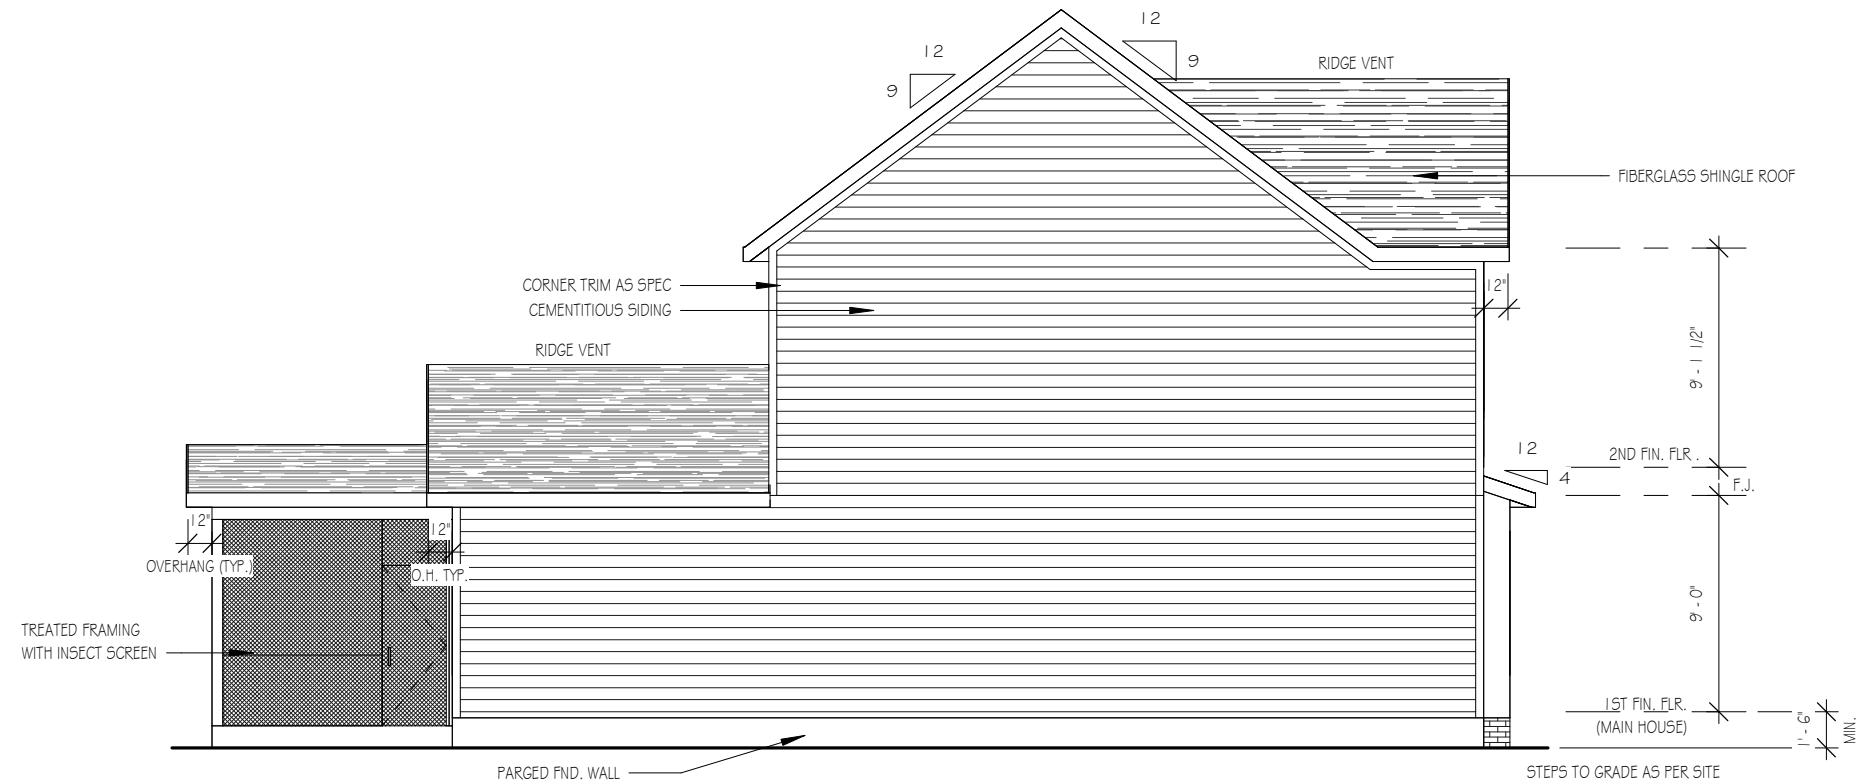 12
9
12
9
RIDGE VENT
FIBERGLASS SHINGLE ROOF
CORNER TRIM AS SPEC
CEMENTITIOUS SIDING
12"
9' - 1 1/2"
RIDGE VENT
12
4
2ND FIN. FLR .
F.J.
12"
OVERHANG (TYP.)
12"
O.H. TYP.
9' - 0"
TREATED FRAMING
WITH INSECT SCREEN
1ST FIN. FLR.
(MAIN HOUSE)
1' - 6"
MIN.
PARGED FND. WALL
STEPS TO GRADE AS PER SITE